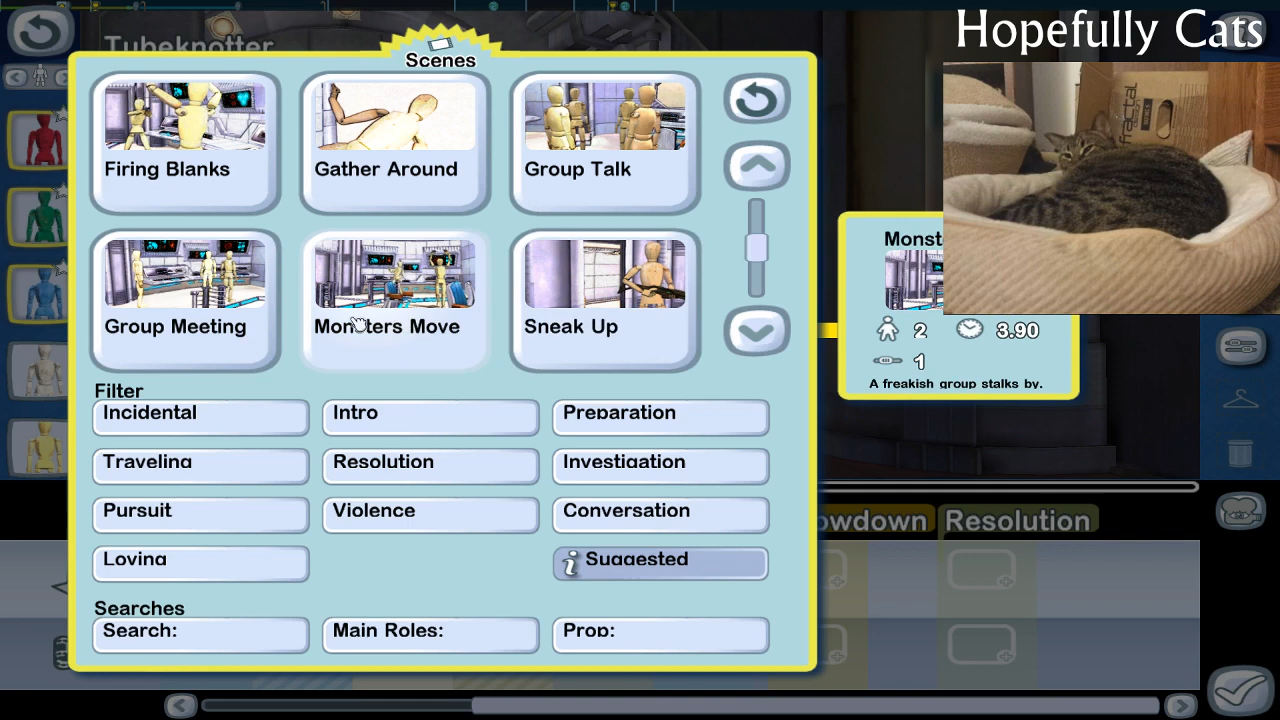 Hopefully Cats
Tubeknotter
Scenes
Firing Blanks
Gather Around
Group Talk
Group Meeting
Monsters Move
Sneak Up
Monst
2
3.90
1
A freakish group stalks by.
fractal
Filter
Incidental
Intro
Preparation
Traveling
Resolution
Investigation
Pursuit
Violence
Conversation
Loving
i Suggested
Searches
Search:
Main Roles:
Prop:
owdown
Resolution